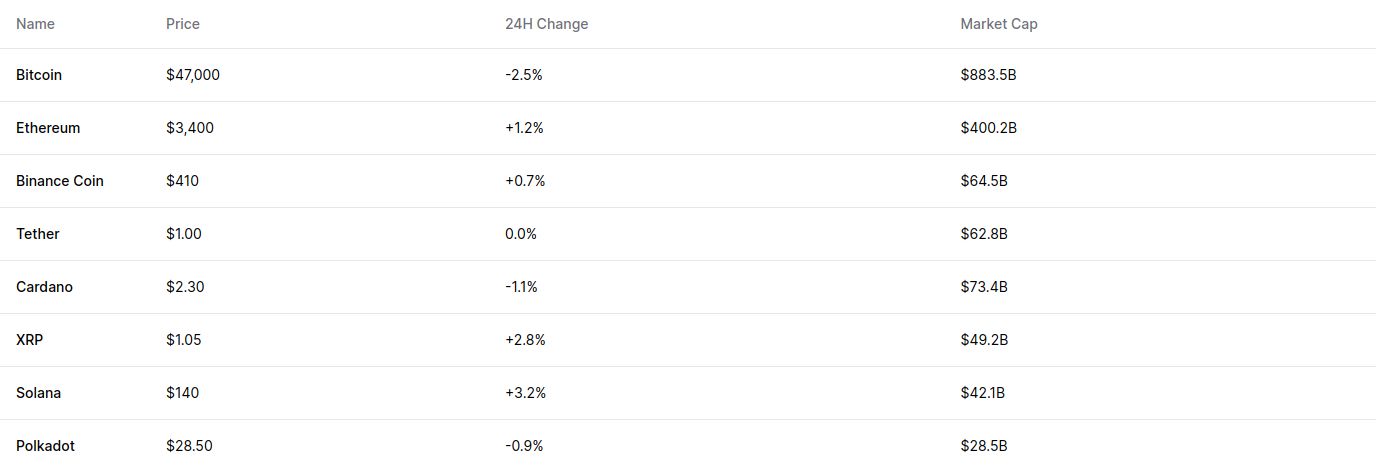 Name Price 24H Change Market Cap
Bitcoin $47,000 -2.5% $883.5B
Ethereum $3,400 +1.2% $400.2B
Binance Coin $410 +0.7% $64.5B
Tether $1.00 0.0% $62.8B
Cardano $2.30 -1.1% $73.4B
XRP $1.05 +2.8% $49.2B
Solana $140 +3.2% $42.1B
Polkadot $28.50 -0.9% $28.5B